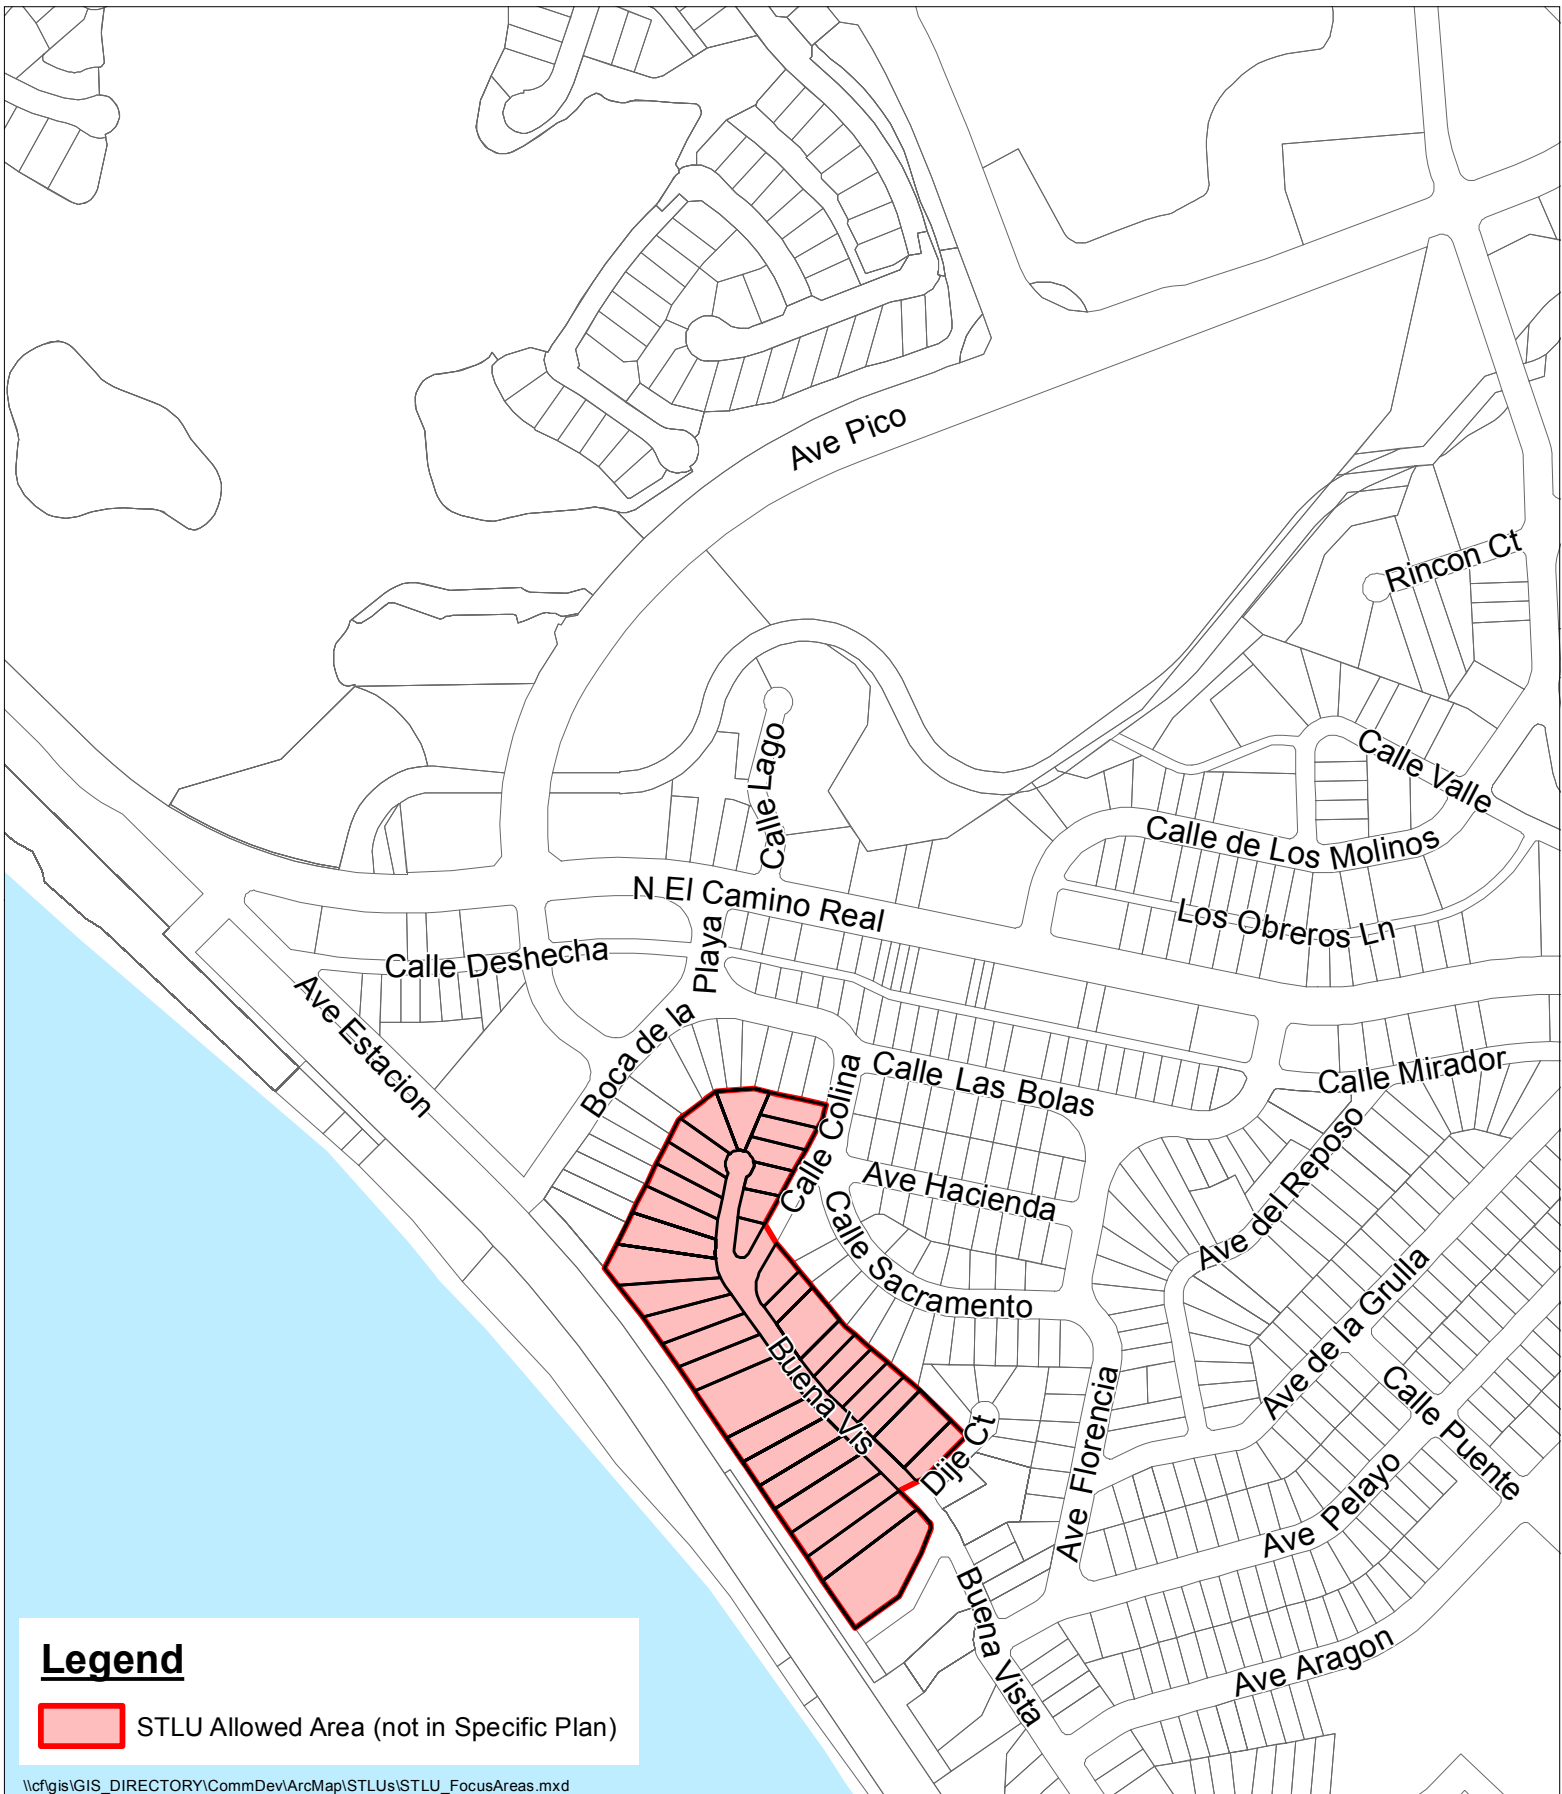 Ave Pico
Rincon Ct
Calle Lago
Calle Valle
Calle de Los Molinos
N El Camino Real
Los Obreros Ln
Playa
Calle Deshecha
Ave Estacion
Boca de la
Calle Colina
Calle Las Bolas
Calle Mirador
Ave Hacienda
Ave del Reposo
Calle Sacramento
Ave de la Grulla
Buena Vis
Dije Ct
Ave Florencia
Calle Puente
Ave Pelayo
Buena Vista
Ave Aragon
Legend
STLU Allowed Area (not in Specific Plan)
\\cf\gis\GIS_DIRECTORY\CommDev\ArcMap\STLUs\STLU_FocusAreas.mxd